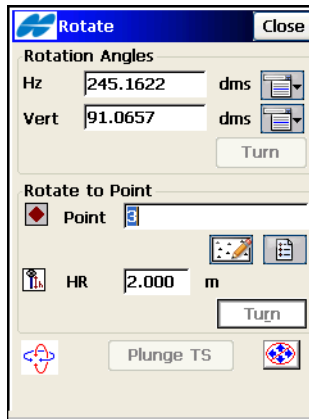 Rotate Close
Rotation Angles
Hz 245.1622 dms
Vert 91.0657 dms
Turn
Rotate to Point
Point 3
HR 2.000 m
Turn
Plunge TS